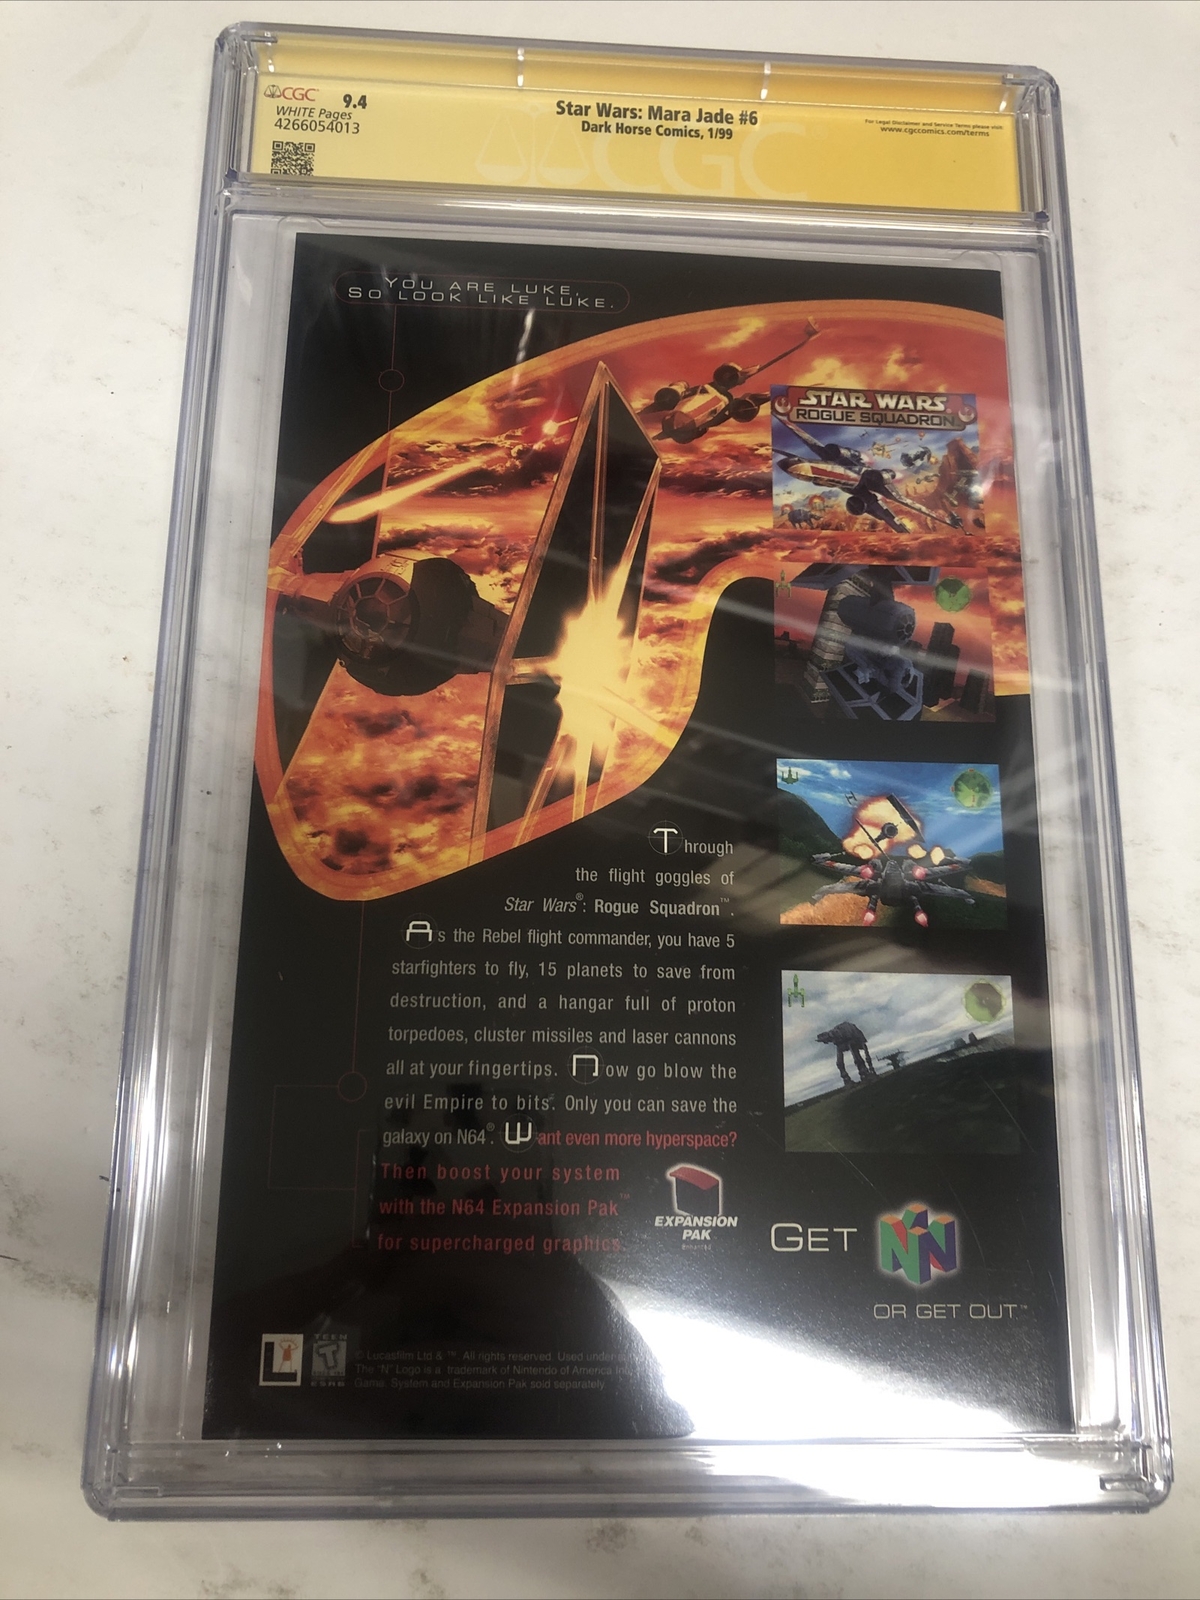 CGC 9.4
WHITE Pages
4266054013
Star Wars: Mara Jade #6
Dark Horse Comics, 1/99
For Legal Disclaimer and Service Terms please visit:
www.cgccomics.com/terms
CGC
YOU ARE LUKE.
SO LOOK LIKE LUKE.
STAR WARS
ROGUE SQUADRON
Through
the flight goggles of
Star Wars®: Rogue Squadron™.
As the Rebel flight commander, you have 5
starfighters to fly, 15 planets to save from
destruction, and a hangar full of proton
torpedoes, cluster missiles and laser cannons
all at your fingertips. Now go blow the
evil Empire to bits. Only you can save the
galaxy on N64®. Want even more hyperspace?
Then boost your system
with the N64 Expansion Pak™
for supercharged graphics.
EXPANSION
PAK
enhanced
GET N
OR GET OUT™
TEEN
T
ESRB
© Lucasfilm Ltd & ™. All rights reserved. Used under
The "N" Logo is a trademark of Nintendo of America Inc.
Game, System and Expansion Pak sold separately.